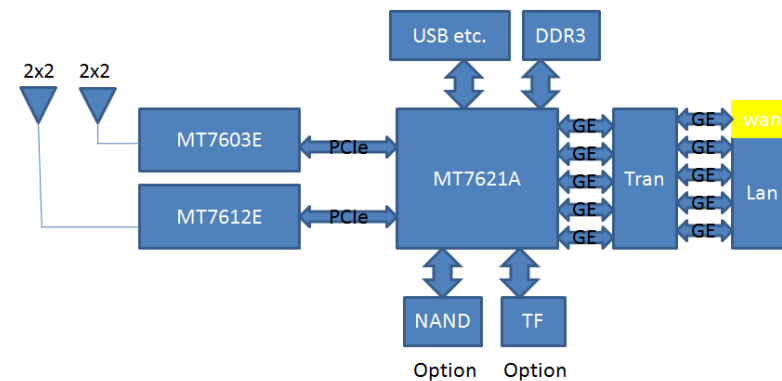 USB etc.
DDR3
2x2
2x2
MT7603E
PCIe
MT7612E
PCIe
MT7621A
GE
GE
GE
GE
GE
Tran
GE
GE
GE
GE
GE
wan
Lan
NAND
TF
Option
Option